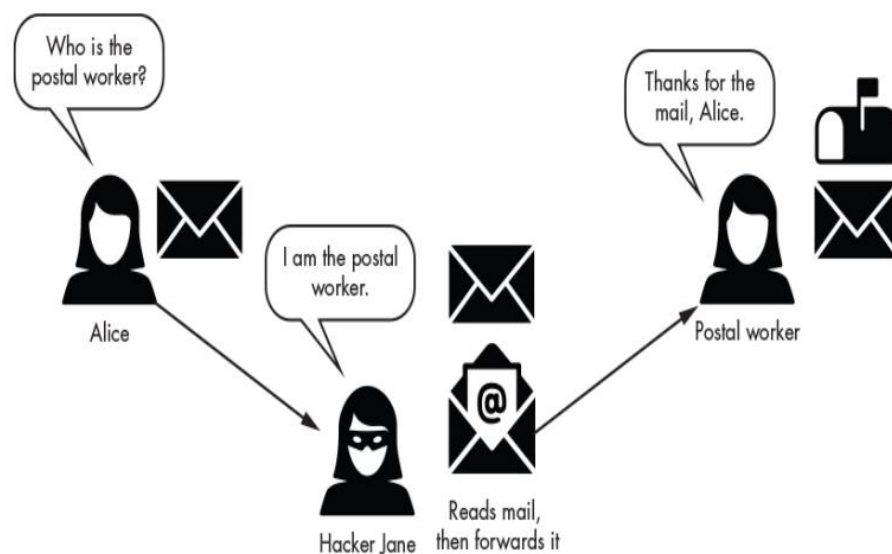 Who is the
postal worker?
Thanks for the
mail, Alice.
I am the postal
worker.
Alice
Postal worker
Hacker Jane
Reads mail,
then forwards it